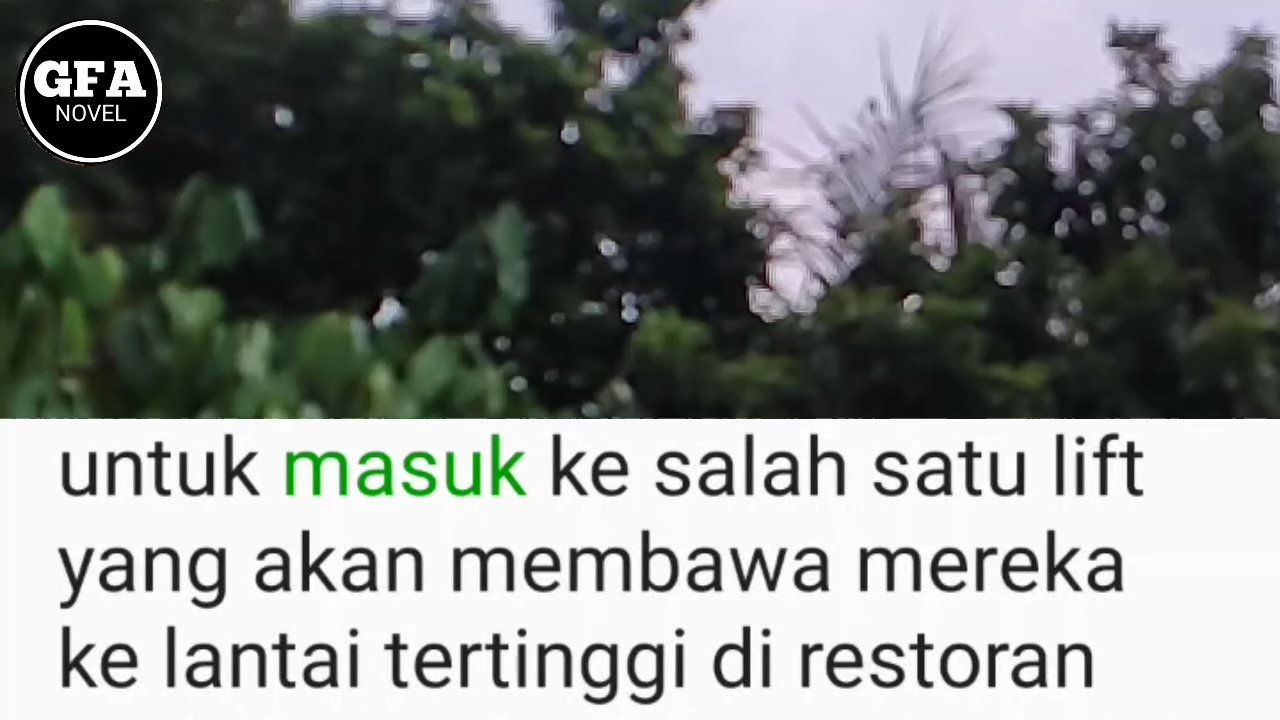 GFA
NOVEL
untuk masuk ke salah satu lift
yang akan membawa mereka
ke lantai tertinggi di restoran